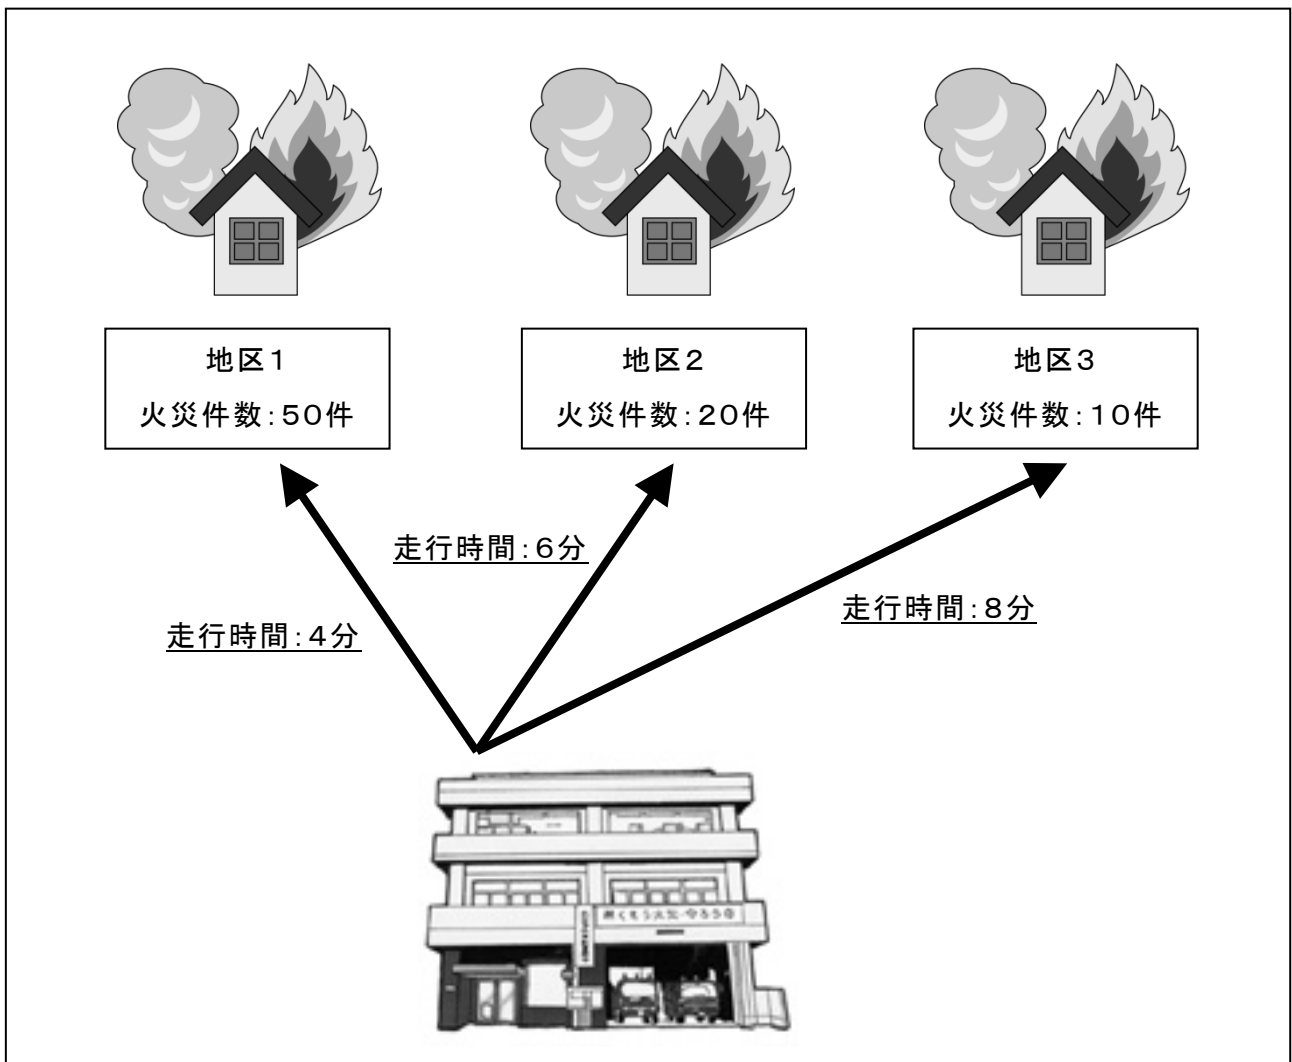 地区1
火災件数:50件
地区2
火災件数:20件
地区3
火災件数:10件
走行時間:6分
走行時間:8分
走行時間:4分